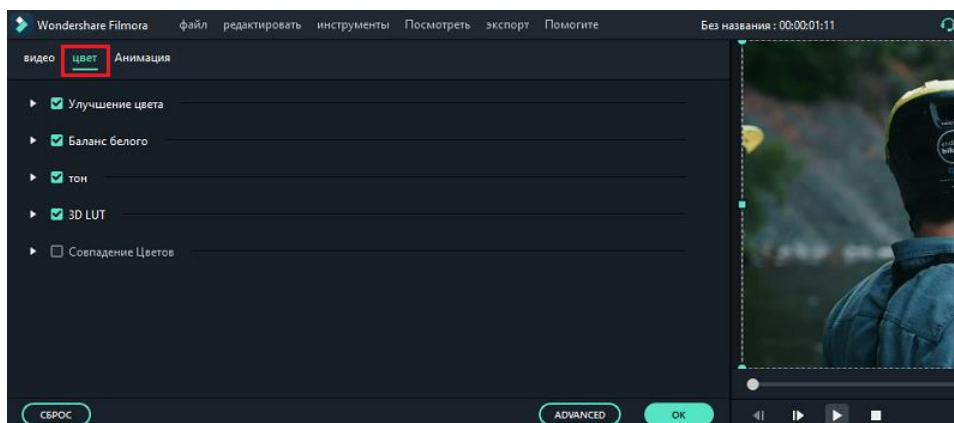 Wondershare Filmora файл редактировать инструменты Посмотреть экспорт Помогите Без названия : 00:00:01:11
видео цвет Анимация
Улучшение цвета
Баланс белого
тон
3D LUT
Совпадение Цветов
СБРОС ADVANCED OK